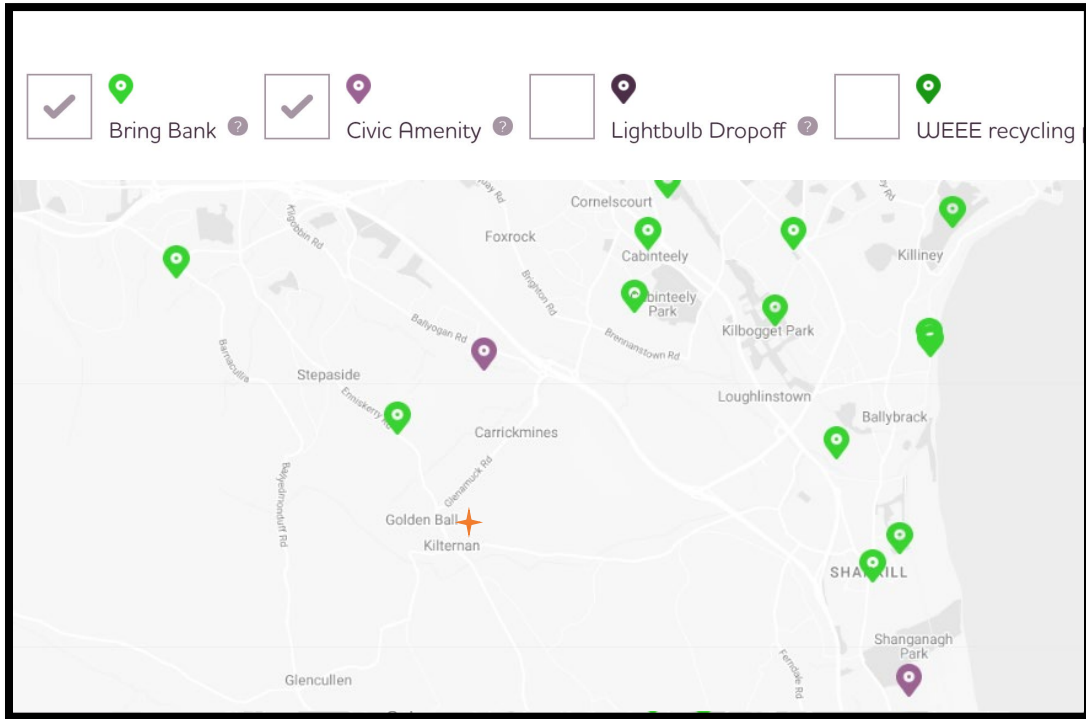 Bring Bank ?
Civic Amenity ?
Lightbulb Dropoff ?
WEEE recycling
Kilgobbin Rd
Rd
Cornelscourt
Foxrock
Cabinteely
Killiney
Brighton Rd
Park
Kilbogget Park
Ballyogan Rd
Brennanstown Rd
Barnaculite
Stepaside
Enniskerry
Loughlinstown
Ballybrack
Carrickmines
Glenamuck Rd
Ballyedmonduff Rd
Golden Ball
Kilternan
Shanganagh
Park
Ferndale Rd
Glencullen